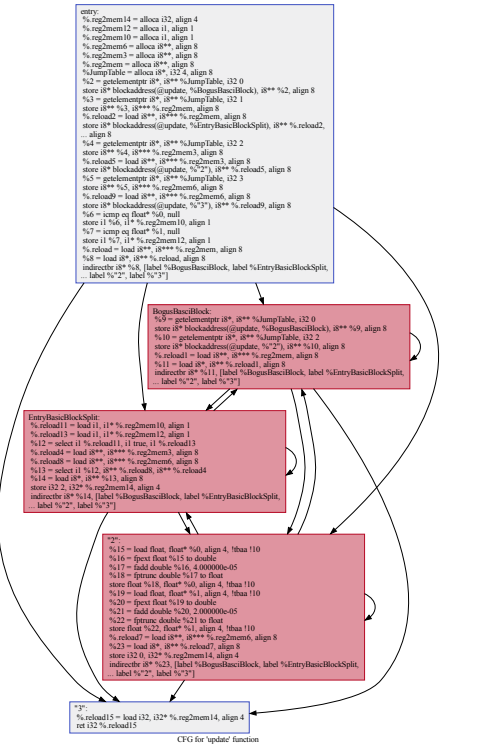 entry:
%.reg2mem14 = alloca i32, align 4
%.reg2mem12 = alloca i1, align 1
%.reg2mem10 = alloca i1, align 1
%.reg2mem6 = alloca i8**, align 8
%.reg2mem3 = alloca i8**, align 8
%.reg2mem = alloca i8**, align 8
%JumpTable = alloca i8*, i32 4, align 8
%2 = getelementptr i8*, i8** %JumpTable, i32 0
store i8* blockaddress(@update, %BogusBasciBlock), i8** %2, align 8
%3 = getelementptr i8*, i8** %JumpTable, i32 1
store i8** %3, i8*** %.reg2mem, align 8
%.reload2 = load i8**, i8*** %.reg2mem, align 8
store i8* blockaddress(@update, %EntryBasicBlockSplit), i8** %.reload2,
... align 8
%4 = getelementptr i8*, i8** %JumpTable, i32 2
store i8** %4, i8*** %.reg2mem3, align 8
%.reload5 = load i8**, i8*** %.reg2mem3, align 8
store i8* blockaddress(@update, %"2"), i8** %.reload5, align 8
%5 = getelementptr i8*, i8** %JumpTable, i32 3
store i8** %5, i8*** %.reg2mem6, align 8
%.reload9 = load i8**, i8*** %.reg2mem6, align 8
store i8* blockaddress(@update, %"3"), i8** %.reload9, align 8
%6 = icmp eq float* %0, null
store i1 %6, i1* %.reg2mem10, align 1
%7 = icmp eq float* %1, null
store i1 %7, i1* %.reg2mem12, align 1
%.reload = load i8**, i8*** %.reg2mem, align 8
%8 = load i8*, i8** %.reload, align 8
indirectbr i8* %8, [label %BogusBasciBlock, label %EntryBasicBlockSplit,
... label %"2", label %"3"]
BogusBasciBlock:
%9 = getelementptr i8*, i8** %JumpTable, i32 0
store i8* blockaddress(@update, %BogusBasciBlock), i8** %9, align 8
%10 = getelementptr i8*, i8** %JumpTable, i32 2
store i8* blockaddress(@update, %"2"), i8** %10, align 8
%.reload1 = load i8**, i8*** %.reg2mem, align 8
%11 = load i8*, i8** %.reload1, align 8
indirectbr i8* %11, [label %BogusBasciBlock, label %EntryBasicBlockSplit,
... label %"2", label %"3"]
EntryBasicBlockSplit:
%.reload11 = load i1, i1* %.reg2mem10, align 1
%.reload13 = load i1, i1* %.reg2mem12, align 1
%12 = select i1 %.reload11, i1 true, i1 %.reload13
%.reload4 = load i8**, i8*** %.reg2mem3, align 8
%.reload8 = load i8**, i8*** %.reg2mem6, align 8
%13 = select i1 %12, i8** %.reload8, i8** %.reload4
%14 = load i8*, i8** %13, align 8
store i32 2, i32* %.reg2mem14, align 4
indirectbr i8* %14, [label %BogusBasciBlock, label %EntryBasicBlockSplit,
... label %"2", label %"3"]
"2":
%15 = load float, float* %0, align 4, !tbaa !10
%16 = fpext float %15 to double
%17 = fadd double %16, 4.000000e-05
%18 = fptrunc double %17 to float
store float %18, float* %0, align 4, !tbaa !10
%19 = load float, float* %1, align 4, !tbaa !10
%20 = fpext float %19 to double
%21 = fadd double %20, 2.000000e-05
%22 = fptrunc double %21 to float
store float %22, float* %1, align 4, !tbaa !10
%.reload7 = load i8**, i8*** %.reg2mem6, align 8
%23 = load i8*, i8** %.reload7, align 8
store i32 0, i32* %.reg2mem14, align 4
indirectbr i8* %23, [label %BogusBasciBlock, label %EntryBasicBlockSplit,
... label %"2", label %"3"]
"3":
%.reload15 = load i32, i32* %.reg2mem14, align 4
ret i32 %.reload15
CFG for 'update' function